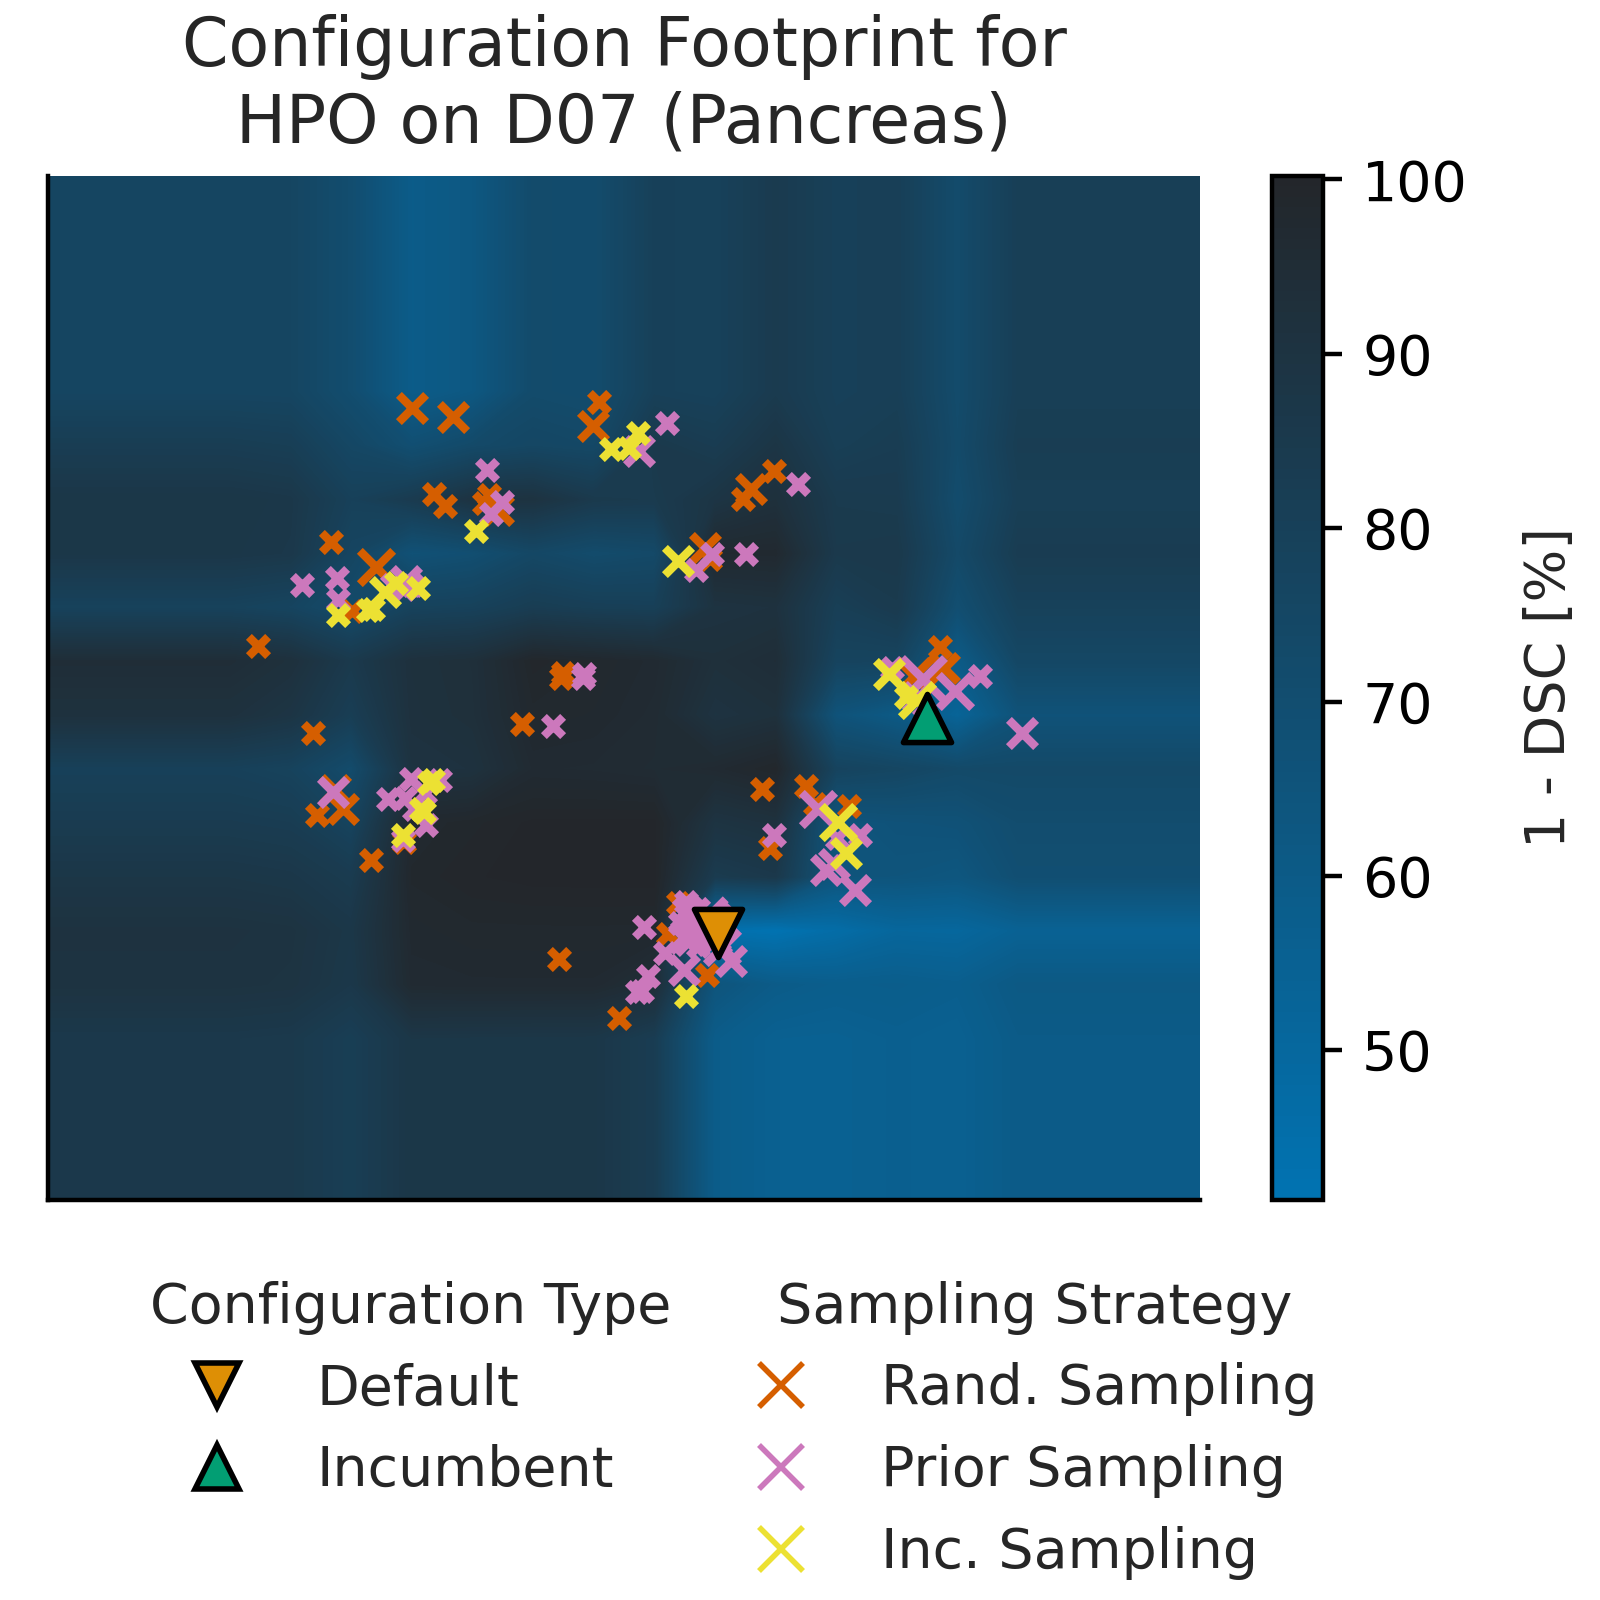 Configuration Footprint for
HPO on D07 (Pancreas)
100
90
80
70
60
50
1 - DSC [%]
Configuration Type
Default
Incumbent
Sampling Strategy
Rand. Sampling
Prior Sampling
Inc. Sampling